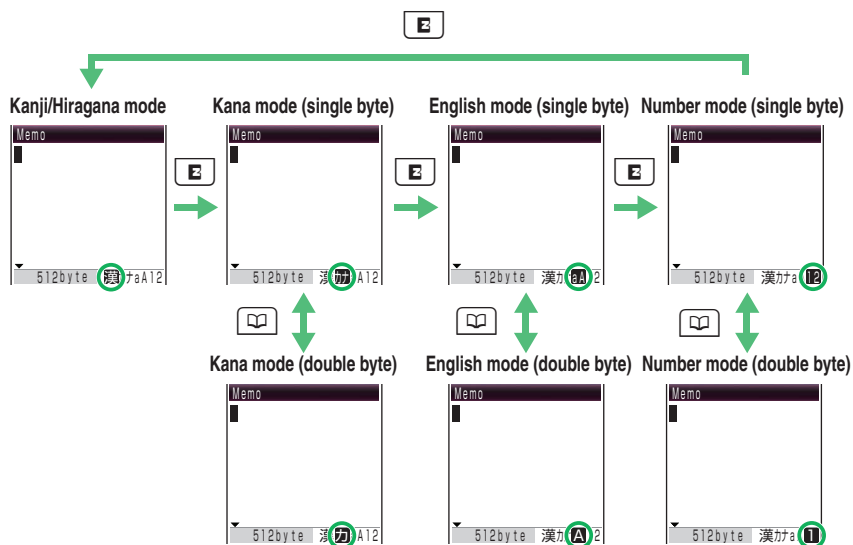 Kanji/Hiragana mode
Kana mode (single byte)
English mode (single byte)
Number mode (single byte)
Memo
Memo
Memo
Memo
512byte 漢カナaA12
512byte 漢カナA12
512byte 漢カaA12
512byte 漢カナa12
Kana mode (double byte)
English mode (double byte)
Number mode (double byte)
Memo
Memo
Memo
512byte 漢カA12
512byte 漢カA12
512byte 漢カナa1